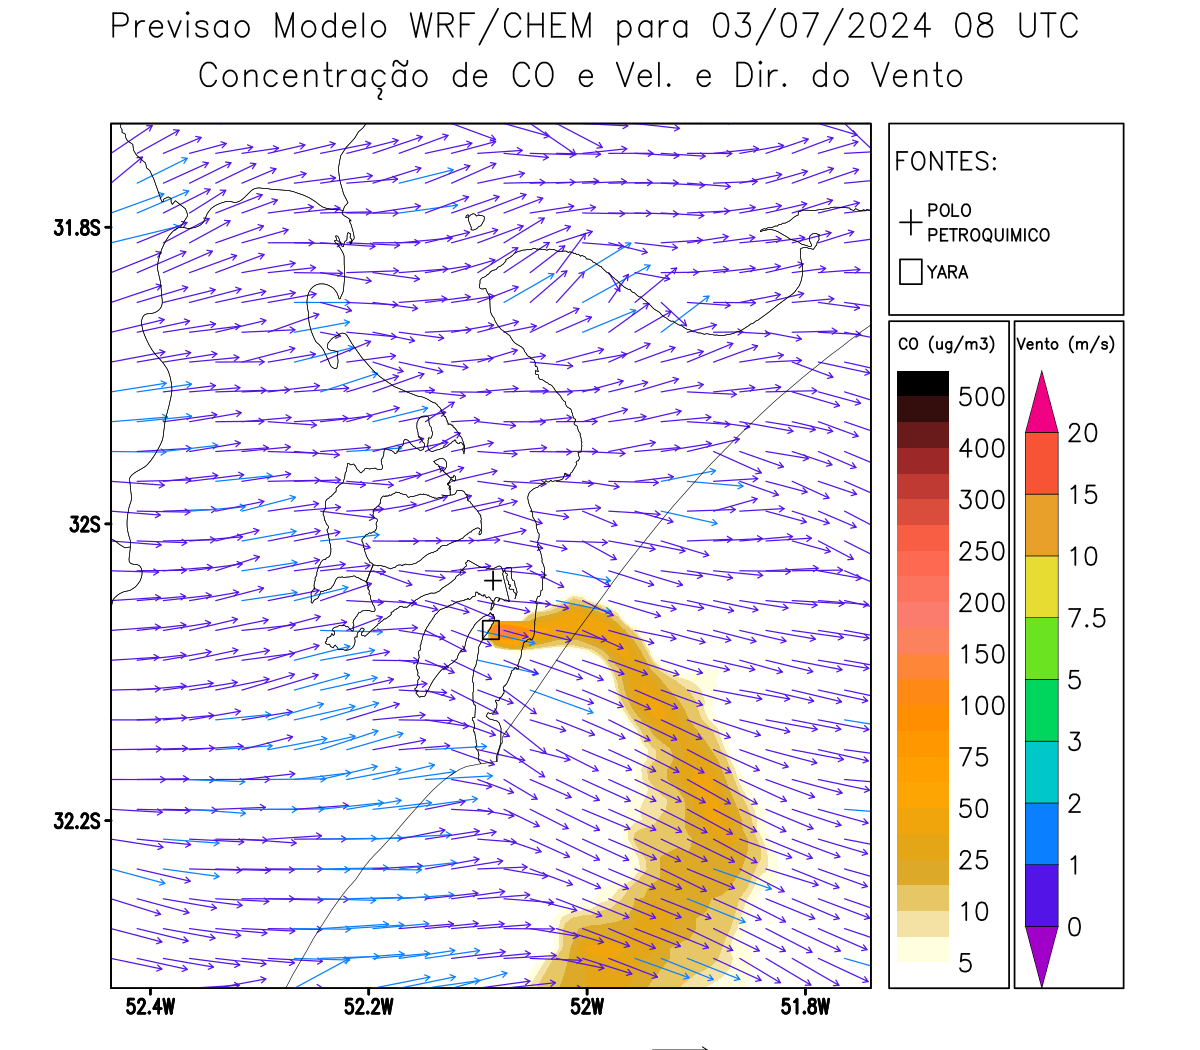 Previsao Modelo WRF/CHEM para 03/07/2024 08 UTC
Concentração de CO e Vel. e Dir. do Vento
FONTES:
POLO
PETROQUIMICO
YARA
CO (ug/m3)
500
400
300
250
200
150
100
75
50
25
10
5
Vento (m/s)
20
15
10
7.5
5
3
2
1
0
31.8S
32S
32.2S
52.4W 52.2W 52W 51.8W